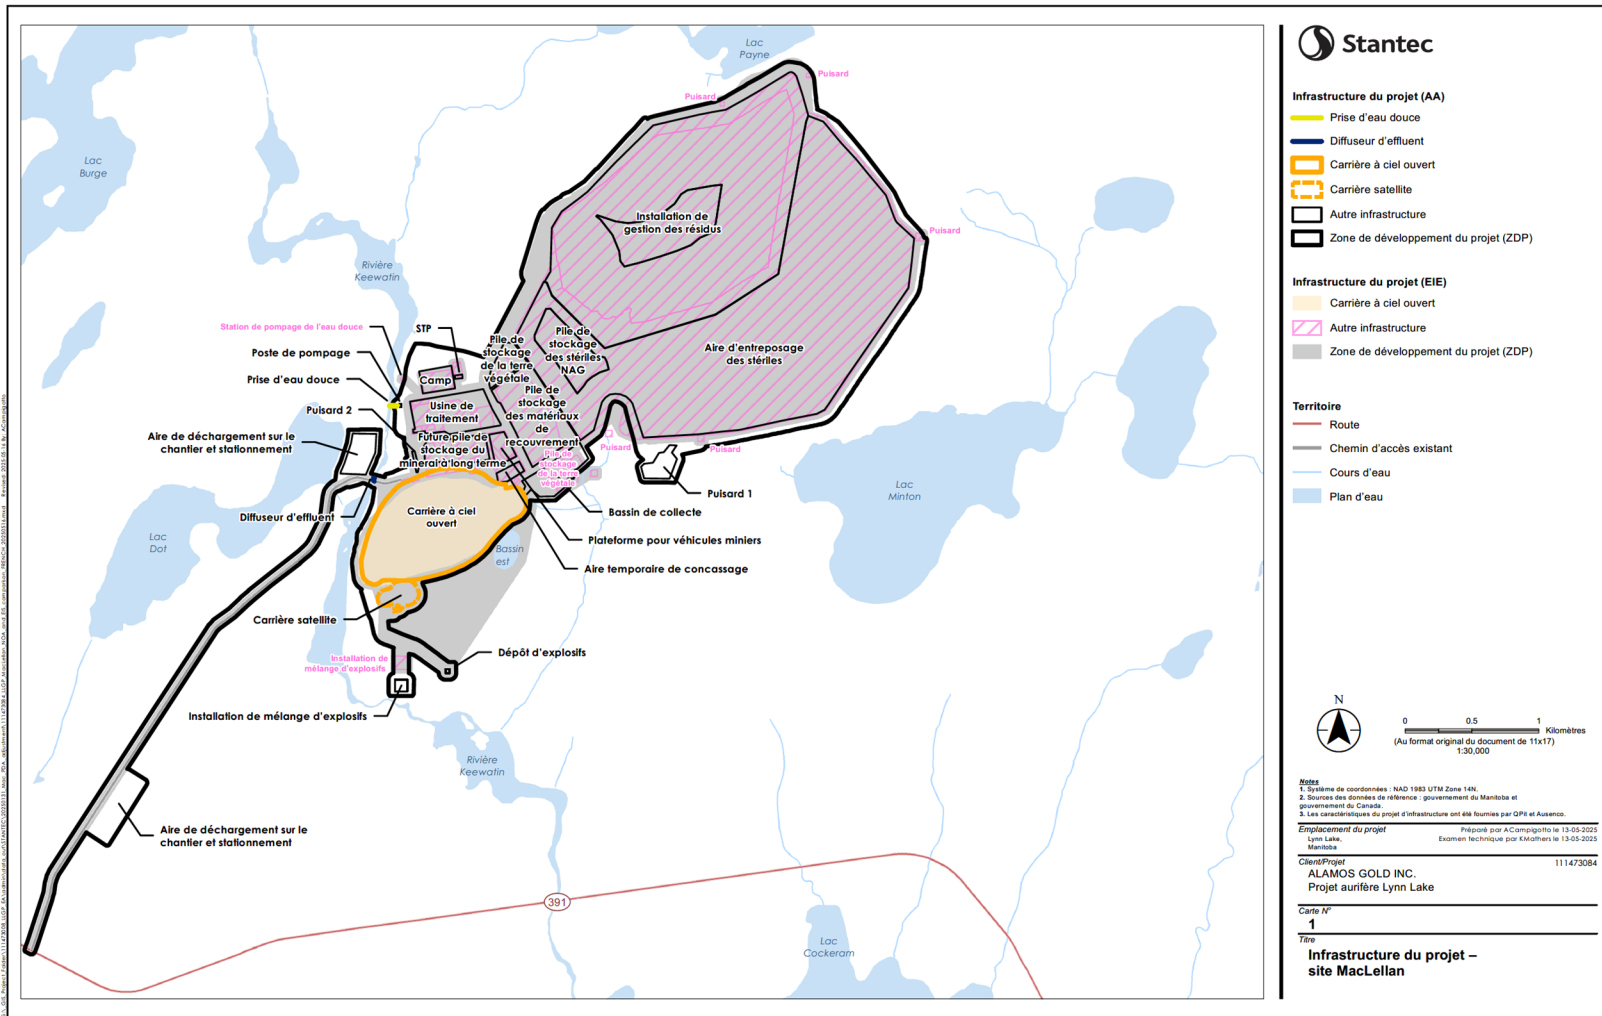 Lac
Payne
Puisard
Puisard
Lac
Burge
Installation de
gestion des résidus
Puisard
Rivière
Keewatin
Station de pompage de l'eau douce
STP
Poste de pompage
Pile de
stockage
de la terre
végétale
Pile de
stockage
des stériles
NAG
Aire d'entreposage
des stériles
Prise d'eau douce
Camp
Puisard 2
Usine de
traitement
Pile de
stockage
des matériaux
de
recouvrement
Aire de déchargement sur le
chantier et stationnement
Future pile de
stockage du
minerai à long terme
Puisard
Puisard
Pile de
stockage
de la terre
végétale
Puisard 1
Lac
Minton
Diffuseur d'effluent
Carrière à ciel
ouvert
Bassin de collecte
Lac
Dot
Plateforme pour véhicules miniers
Bassin
est
Aire temporaire de concassage
Carrière satellite
Installation de
mélange d'explosifs
Dépôt d'explosifs
Installation de mélange d'explosifs
Rivière
Keewatin
Aire de déchargement sur le
chantier et stationnement
391
Lac
Cockeram
Stantec
Infrastructure du projet (AA)
Prise d'eau douce
Diffuseur d'effluent
Carrière à ciel ouvert
Carrière satellite
Autre infrastructure
Zone de développement du projet (ZDP)
Infrastructure du projet (EIE)
Carrière à ciel ouvert
Autre infrastructure
Zone de développement du projet (ZDP)
Territoire
Route
Chemin d'accès existant
Cours d'eau
Plan d'eau
N
0 0.5 1
Kilomètres
(Au format original du document de 11x17)
1:30,000
Notes
1. Système de coordonnées : NAD 1983 UTM Zone 14N.
2. Sources des données de référence : gouvernement du Manitoba et
gouvernement du Canada.
3. Les caractéristiques du projet d'infrastructure ont été fournies par QPit et Ausenco.
Emplacement du projet
Lynn Lake,
Manitoba
Préparé par ACampigotto le 13-05-2025
Examen technique par KMathers le 13-05-2025
Client/Projet
111473084
ALAMOS GOLD INC.
Projet aurifère Lynn Lake
Carte N°
1
Titre
Infrastructure du projet –
site MacLellan